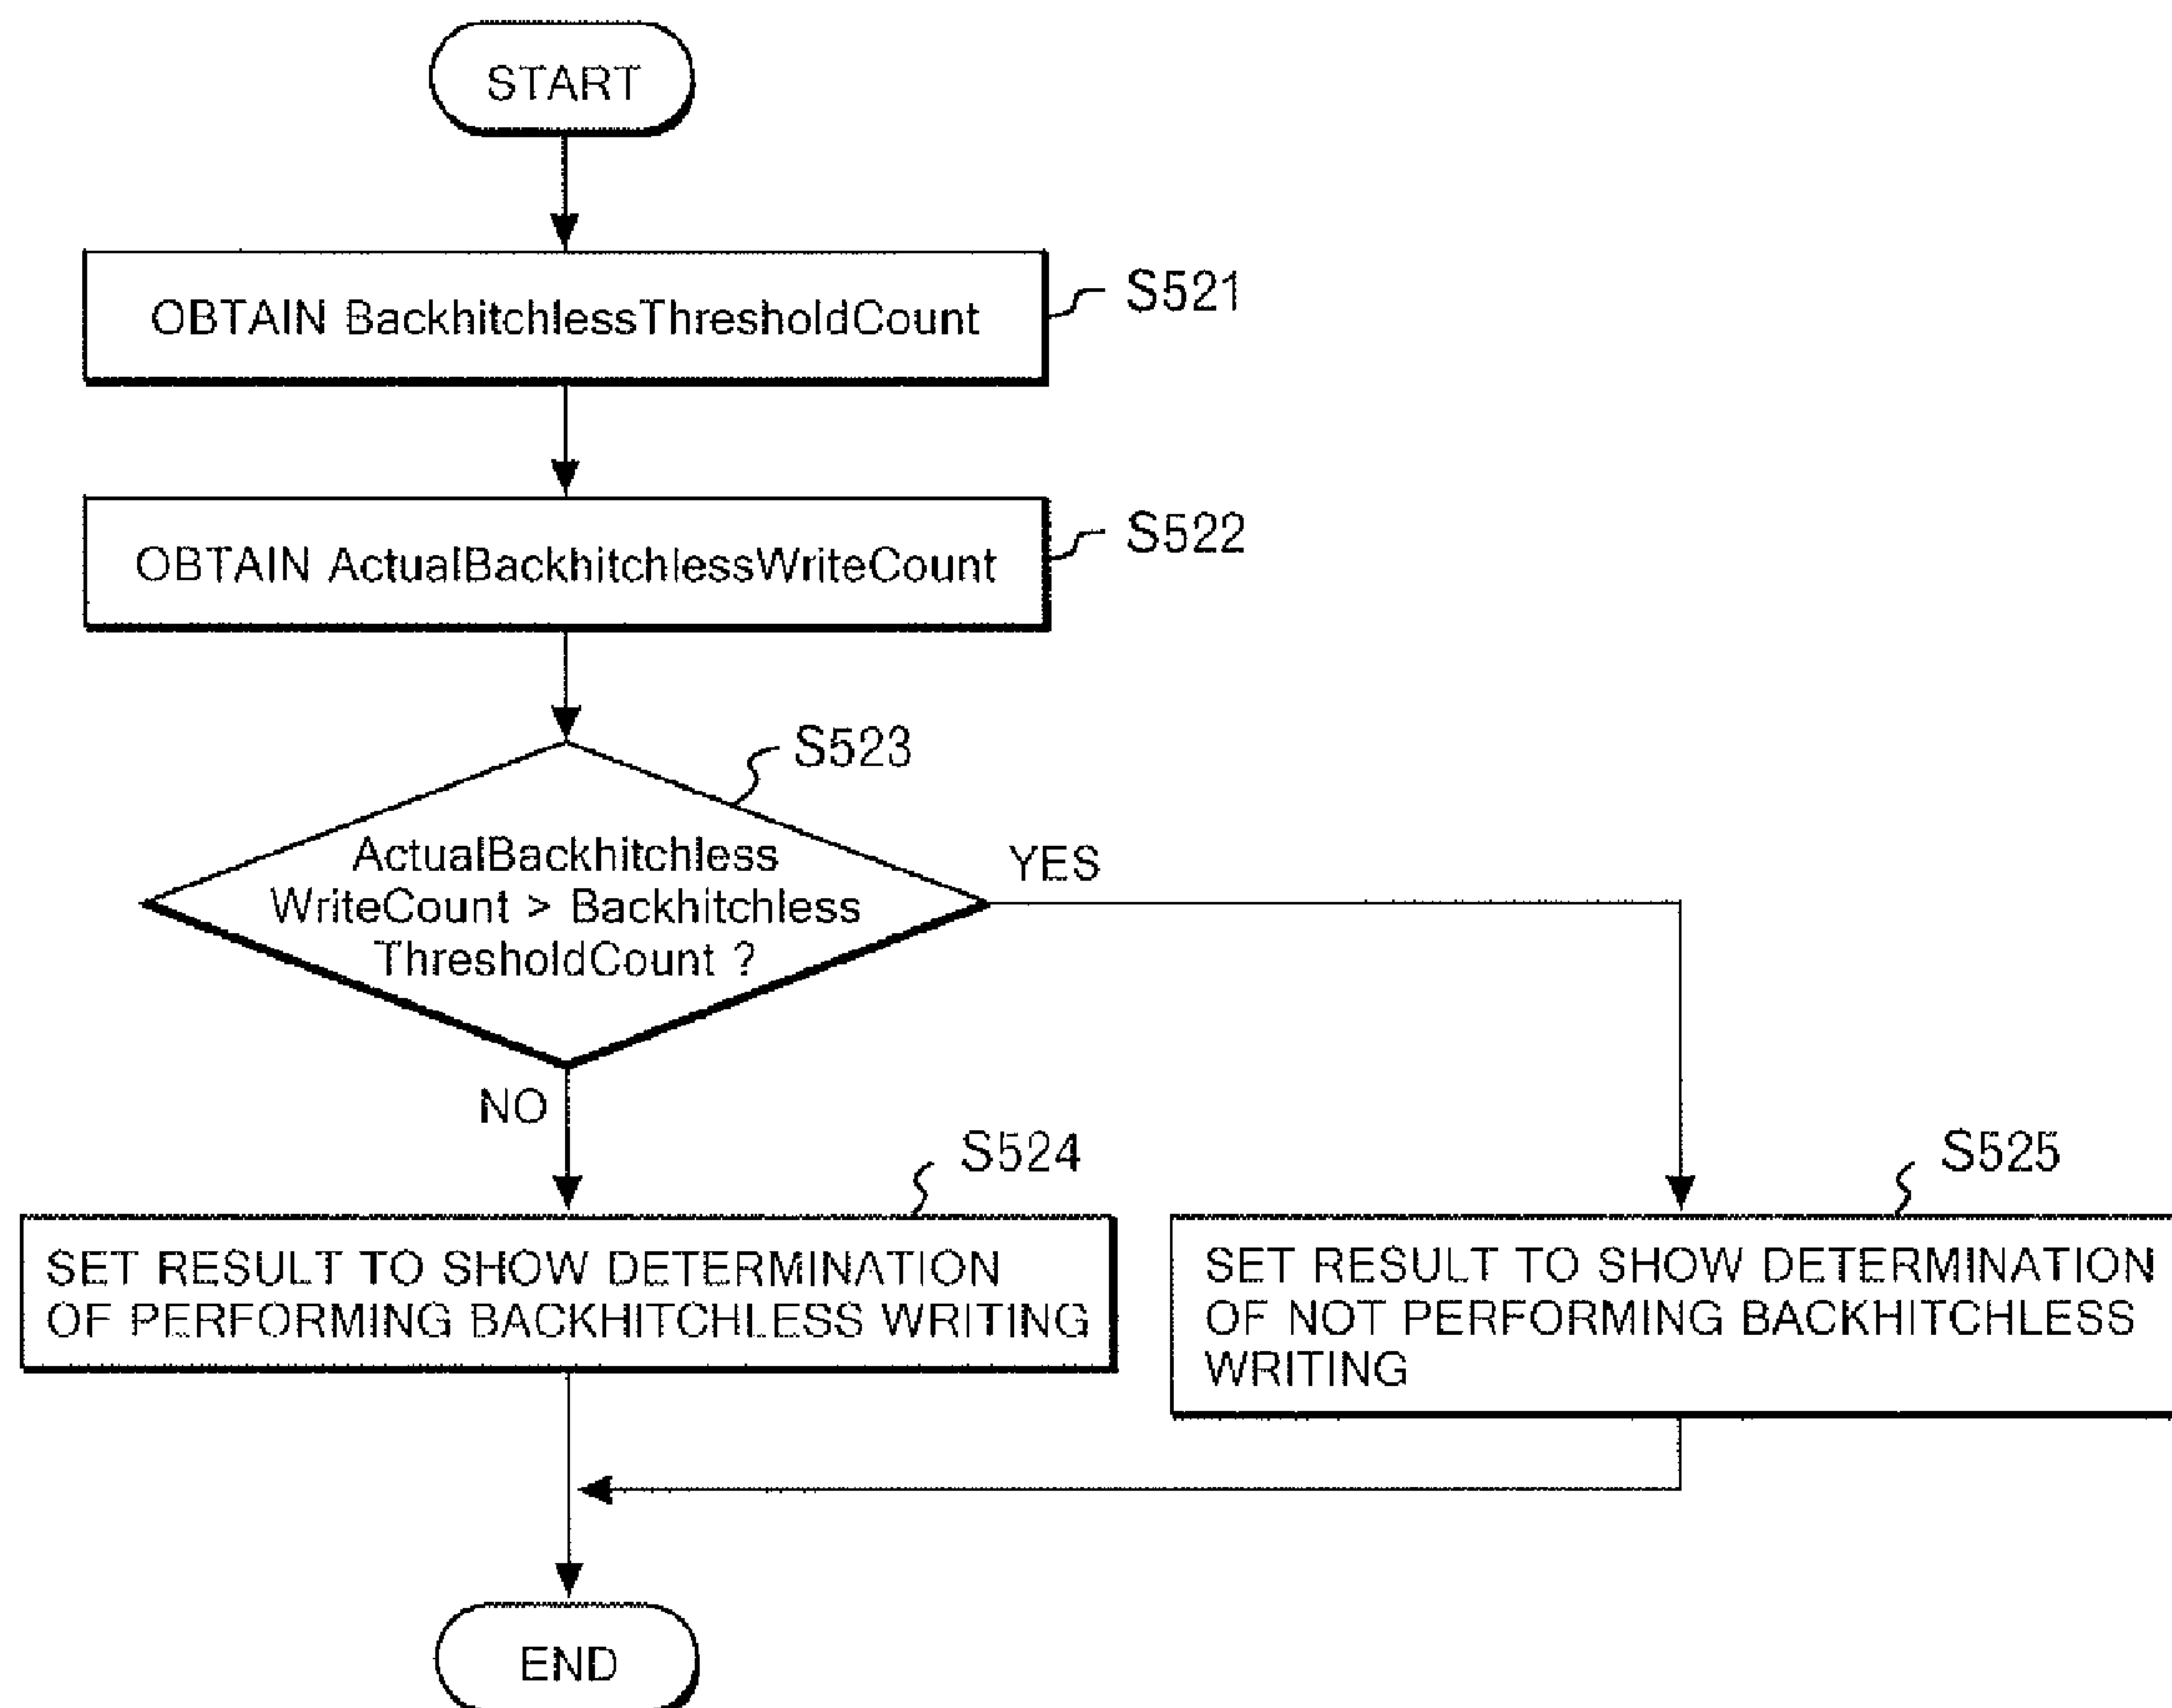 START
OBTAIN BackhitchlessThresholdCount
S521
OBTAIN ActualBackhitchlessWriteCount
S522
S523
ActualBackhitchless
WriteCount > Backhitchless
ThresholdCount ?
YES
NO
S524
SET RESULT TO SHOW DETERMINATION
OF PERFORMING BACKHITCHLESS WRITING
S525
SET RESULT TO SHOW DETERMINATION
OF NOT PERFORMING BACKHITCHLESS
WRITING
END